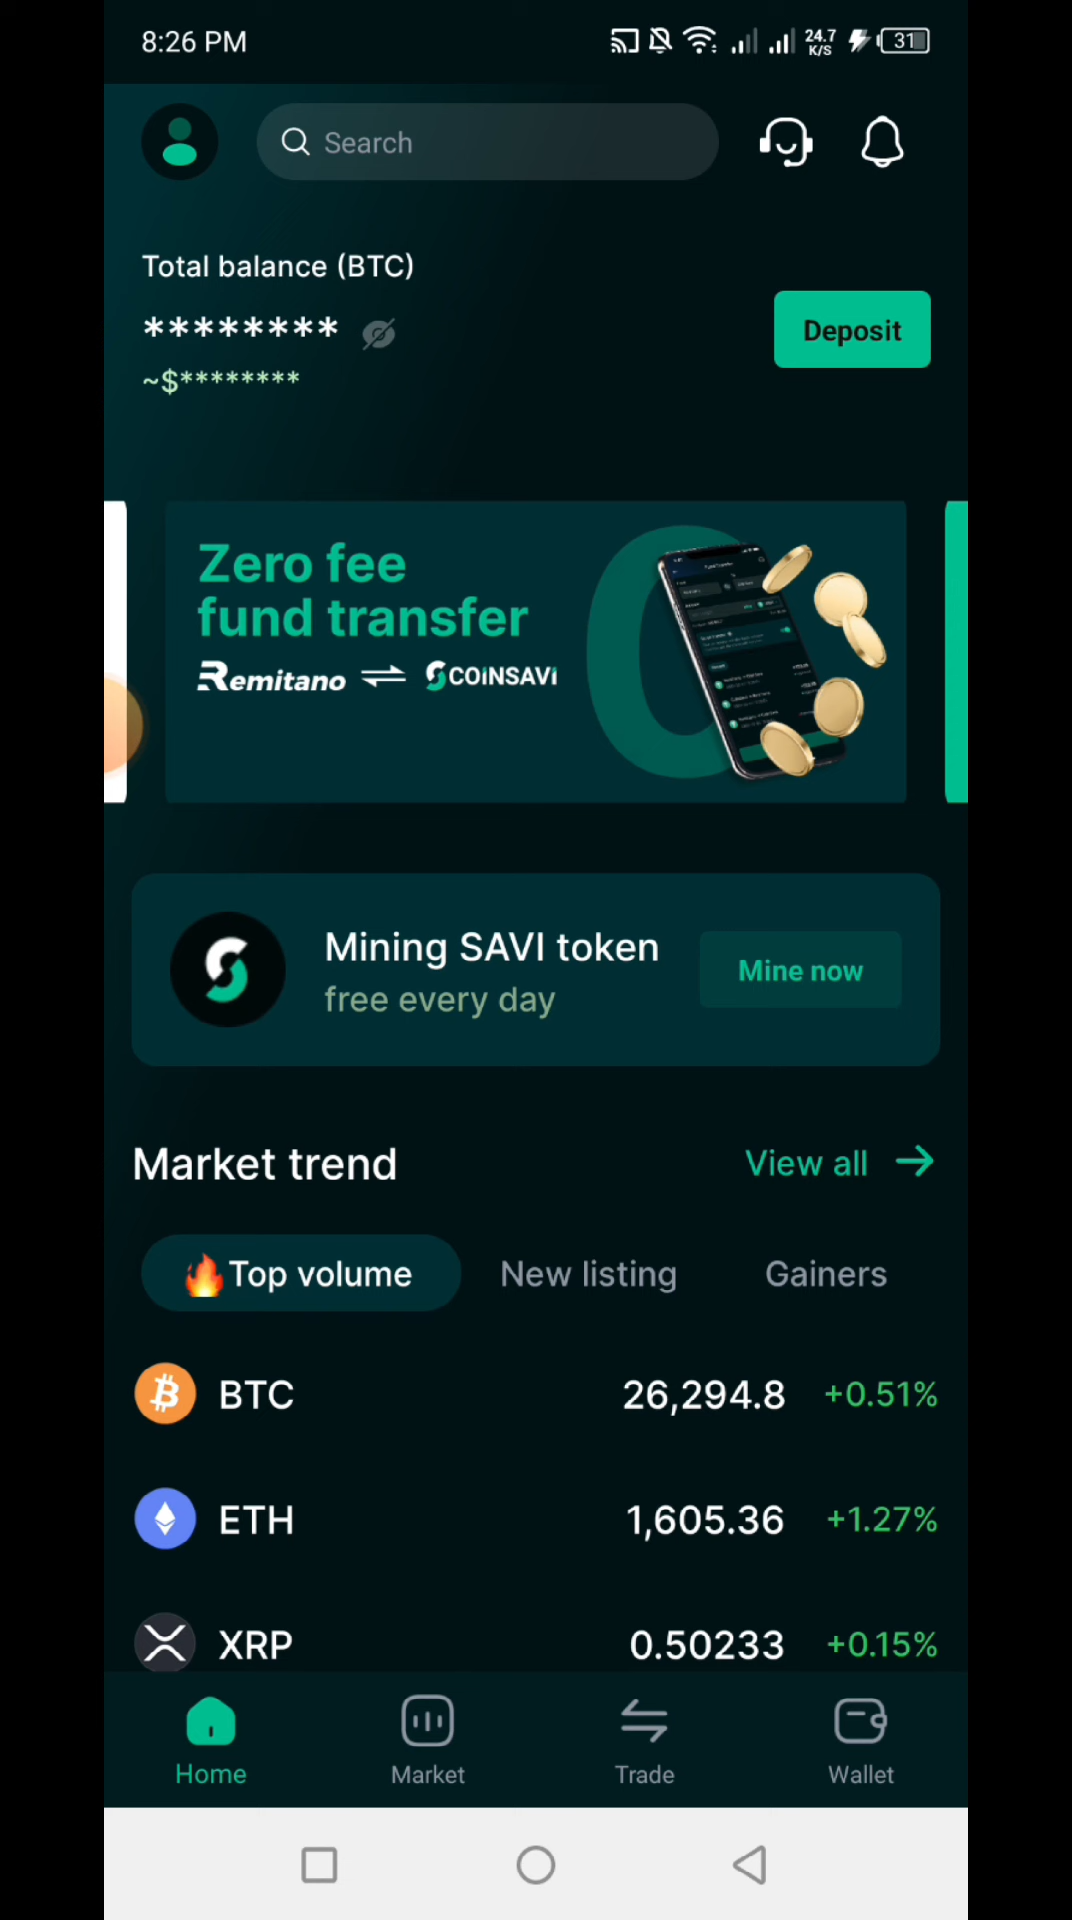 8:26 PM
24.7
K/S
31
Search
Total balance (BTC)
********
~$********
Deposit
Zero fee
fund transfer
Remitano
COINSAVI
Mining SAVI token
free every day
Mine now
Market trend
View all
Top volume
New listing
Gainers
BTC 26,294.8 +0.51%
ETH 1,605.36 +1.27%
XRP 0.50233 +0.15%
Home
Market
Trade
Wallet